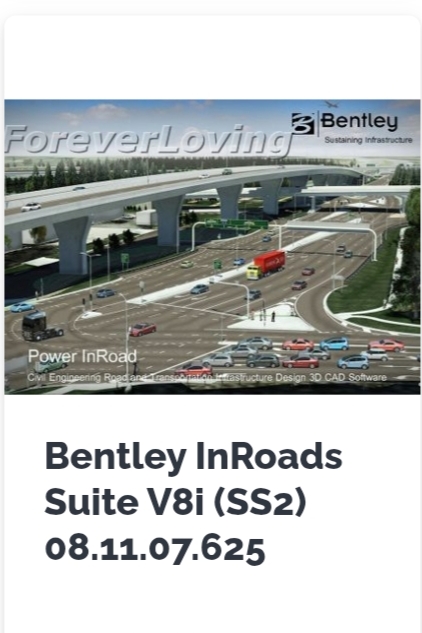 ForeverLoving
Bentley
Sustaining Infrastructure
Power InRoad
Civil Engineering Road and Transportation Infrastructure Design 3D CAD Software
Bentley InRoads
Suite V8i (SS2)
08.11.07.625